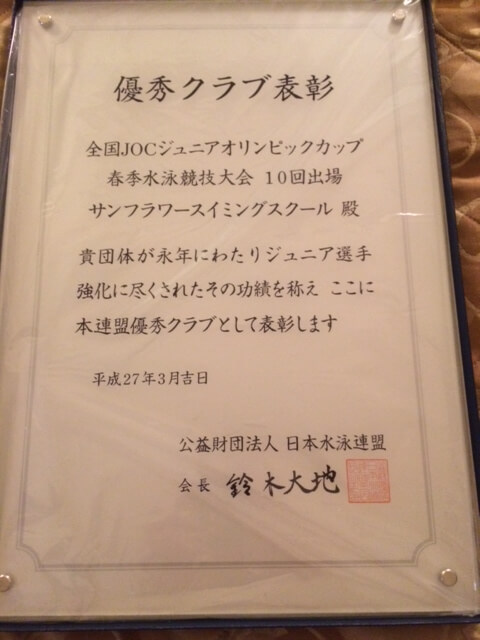 優秀クラブ表彰
全国JOCジュニアオリンピックカップ
春季水泳競技大会 10回出場
サンフラワースイミングスクール 殿
貴団体が永年にわたりジュニア選手
強化に尽くされたその功績を称え ここに
本連盟優秀クラブとして表彰します
平成27年3月吉日
公益財団法人 日本水泳連盟
会長 鈴木大地